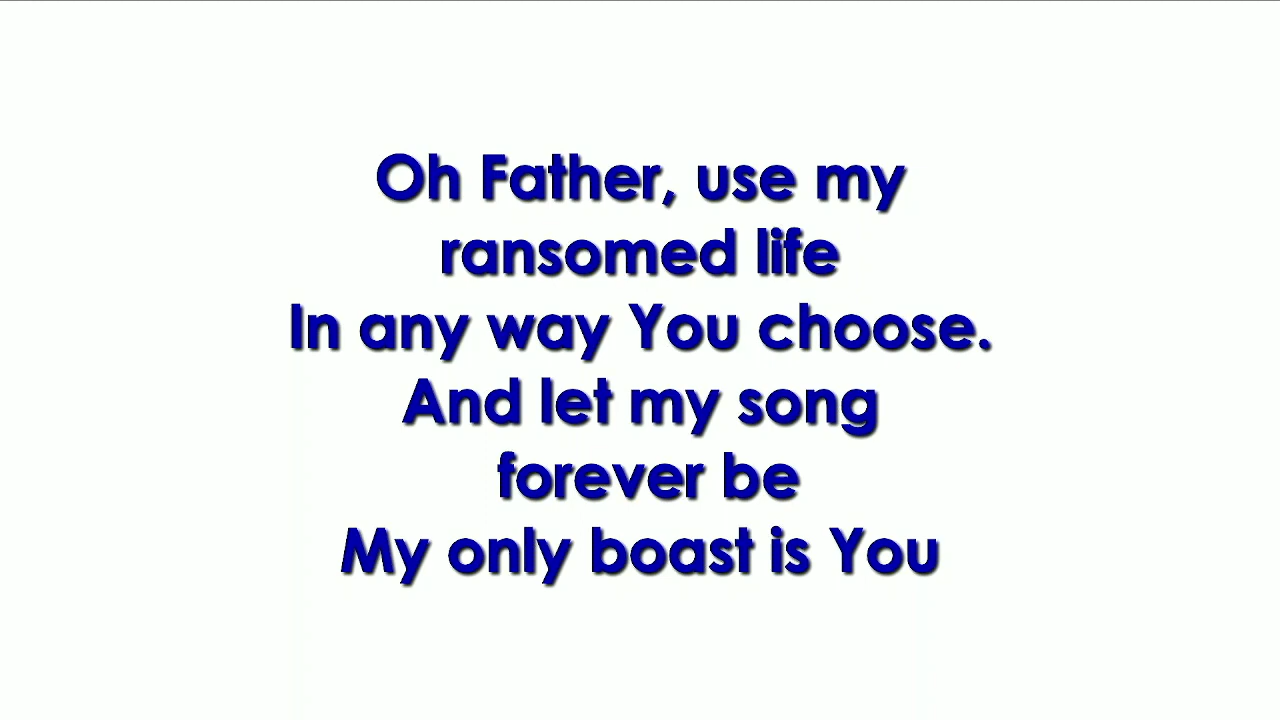 Oh Father, use my
ransomed life
In any way You choose.
And let my song
forever be
My only boast is You